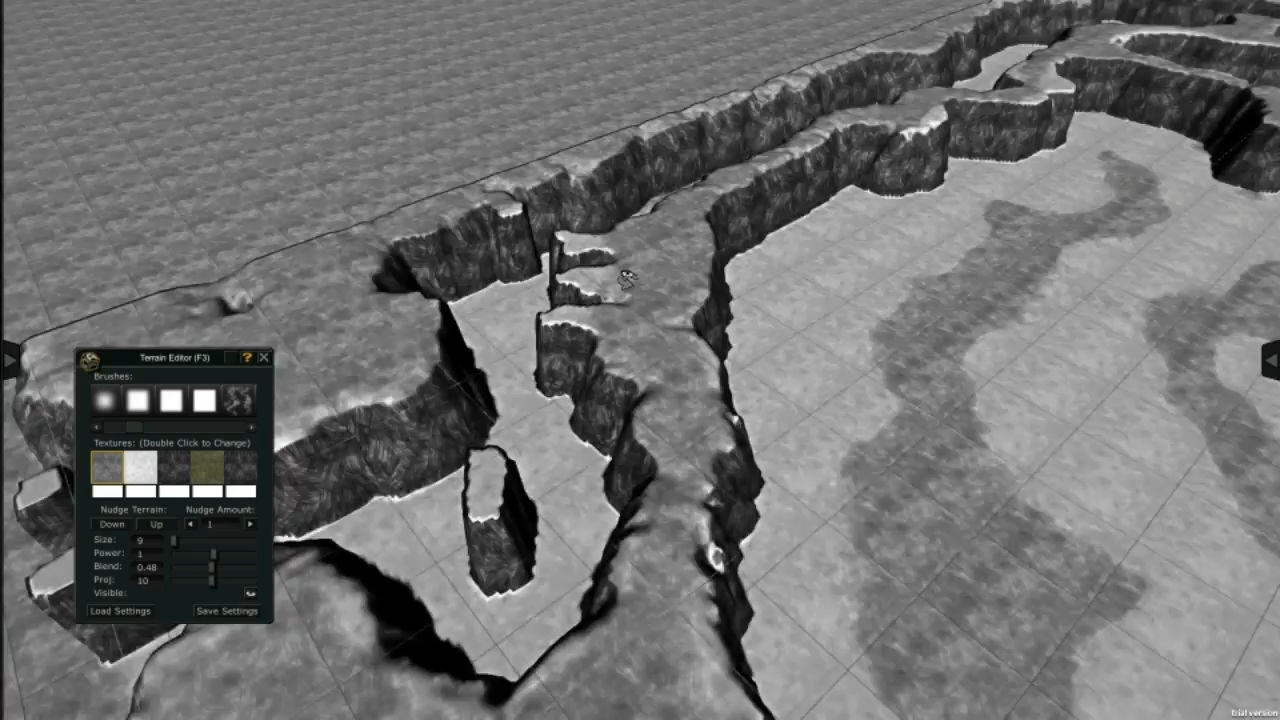 Terrain Editor (F3) ?
Brushes:
Textures: (Double Click to Change)
Nudge Terrain: Nudge Amount:
Down Up 1
Size: 9
Power: 1
Blend: 0.48
Proj: 10
Visible:
Load Settings Save Settings
trial version